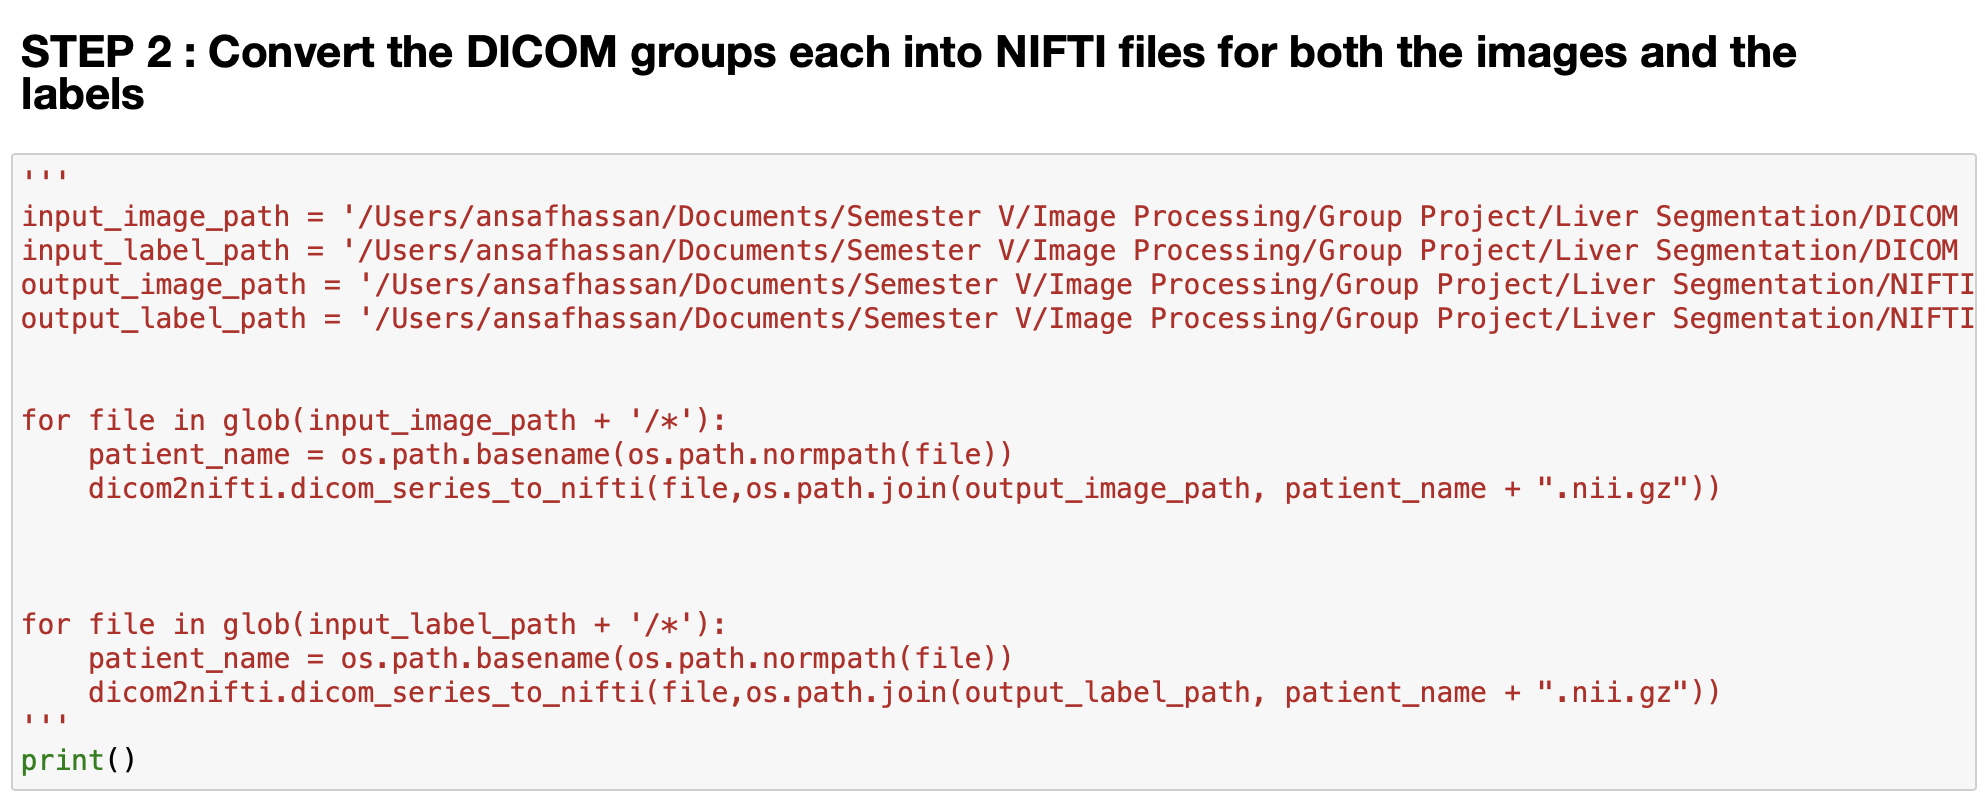 STEP 2 : Convert the DICOM groups each into NIFTI files for both the images and the
labels
'''
input_image_path = '/Users/ansafhassan/Documents/Semester V/Image Processing/Group Project/Liver Segmentation/DICOM
input_label_path = '/Users/ansafhassan/Documents/Semester V/Image Processing/Group Project/Liver Segmentation/DICOM
output_image_path = '/Users/ansafhassan/Documents/Semester V/Image Processing/Group Project/Liver Segmentation/NIFTI
output_label_path = '/Users/ansafhassan/Documents/Semester V/Image Processing/Group Project/Liver Segmentation/NIFTI
for file in glob(input_image_path + '/*'):
    patient_name = os.path.basename(os.path.normpath(file))
    dicom2nifti.dicom_series_to_nifti(file,os.path.join(output_image_path, patient_name + ".nii.gz"))
for file in glob(input_label_path + '/*'):
    patient_name = os.path.basename(os.path.normpath(file))
    dicom2nifti.dicom_series_to_nifti(file,os.path.join(output_label_path, patient_name + ".nii.gz"))
'''
print()